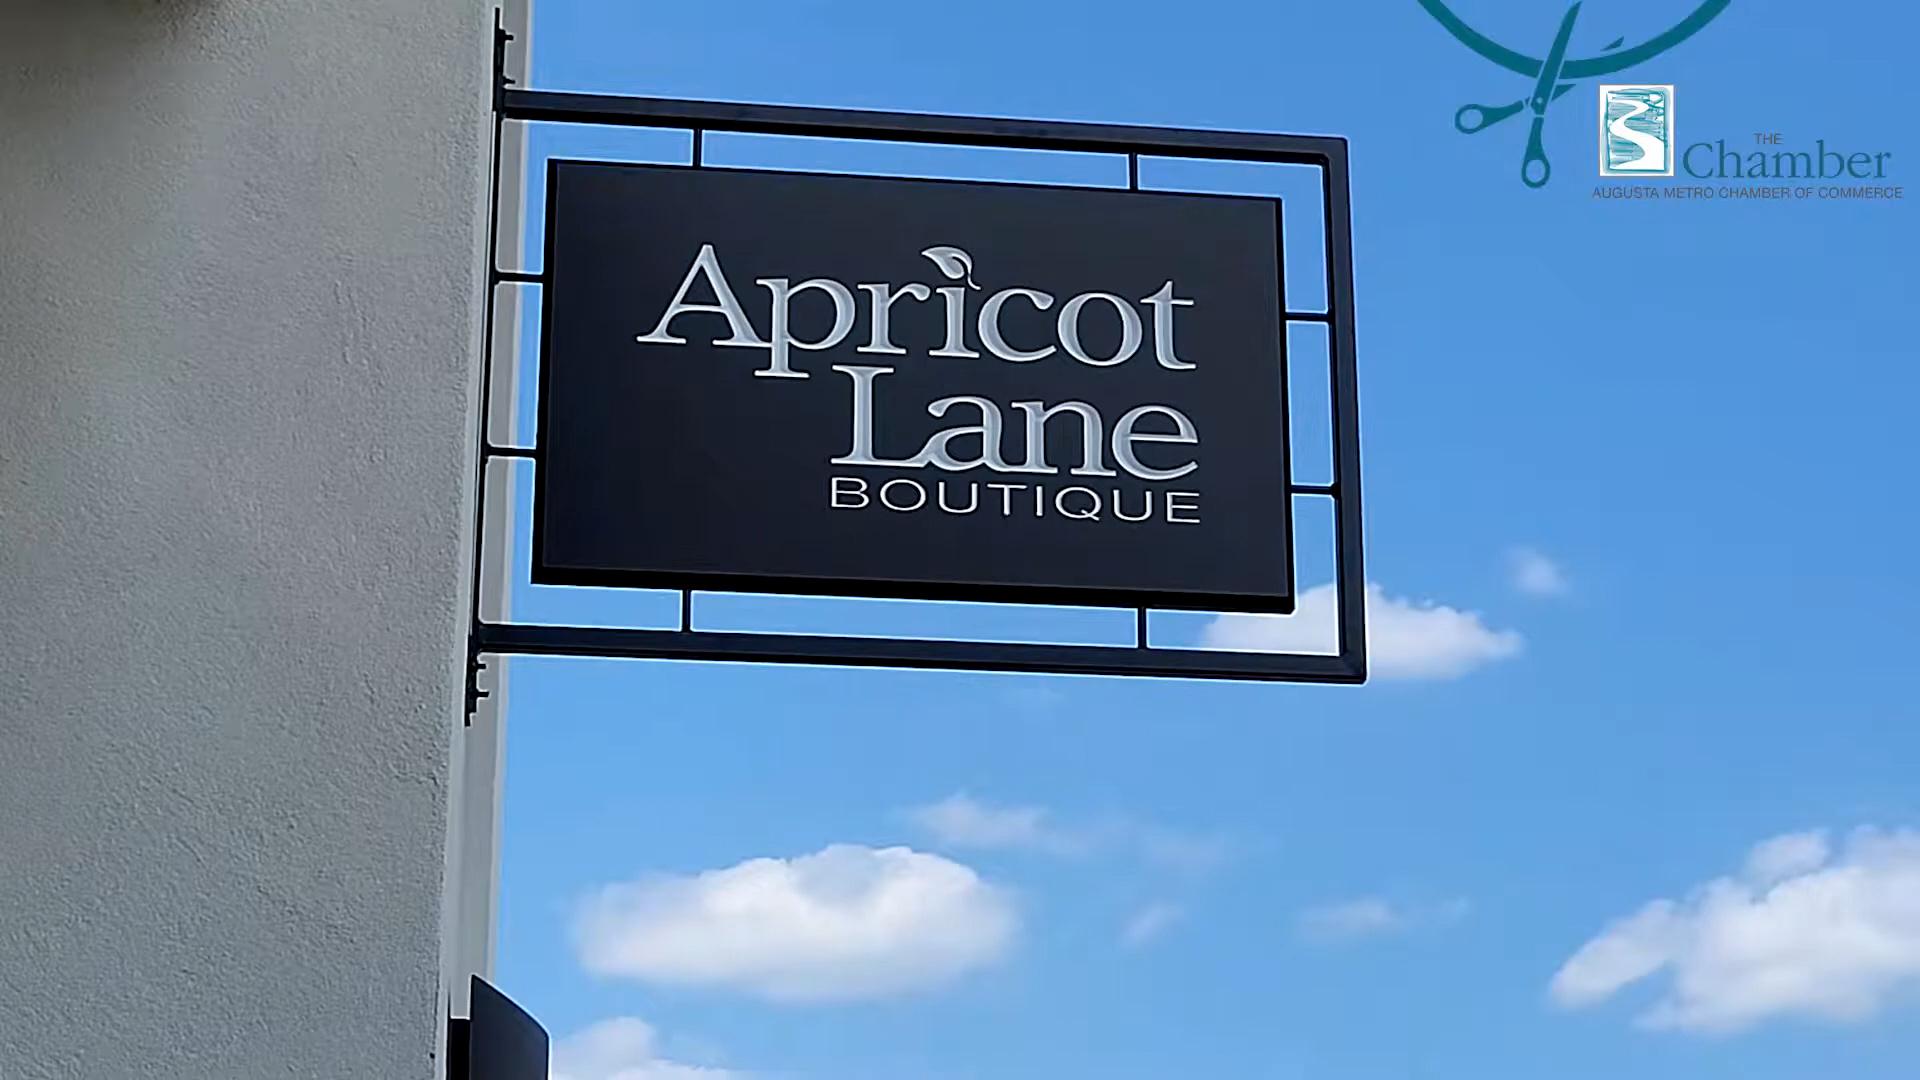 Apricot
Lane
BOUTIQUE
THE
Chamber
AUGUSTA METRO CHAMBER OF COMMERCE